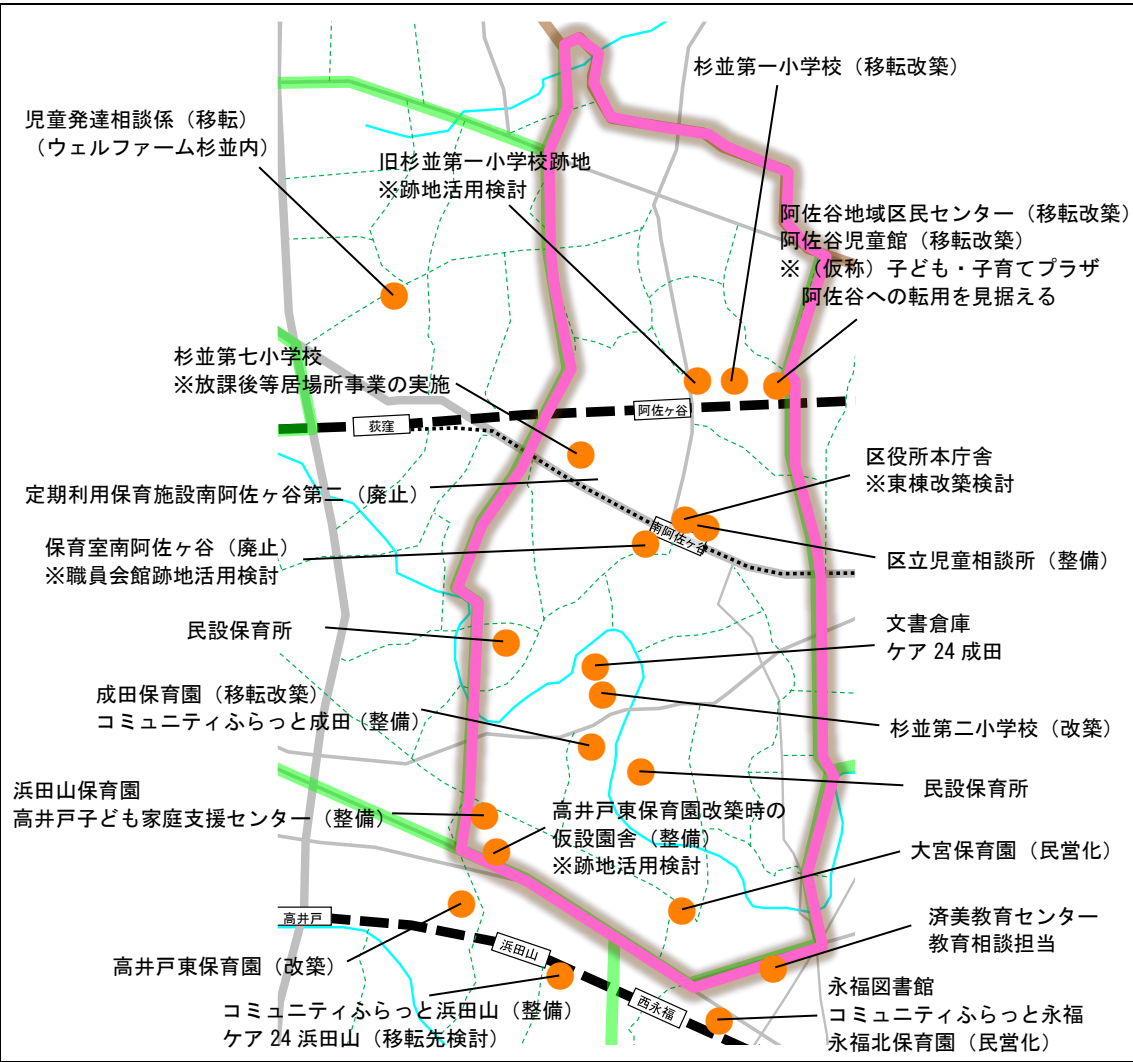 杉並第一小学校（移転改築）
児童発達相談係（移転）
（ウェルファーム杉並内）
旧杉並第一小学校跡地
※跡地活用検討
阿佐谷地域区民センター（移転改築）
阿佐谷児童館（移転改築）
※（仮称）子ども・子育てプラザ
阿佐谷への転用を見据える
杉並第七小学校
※放課後等居場所事業の実施
阿佐ヶ谷
荻窪
区役所本庁舎
※東棟改築検討
定期利用保育施設南阿佐ヶ谷第二（廃止）
南阿佐ヶ谷
保育室南阿佐ヶ谷（廃止）
※職員会館跡地活用検討
区立児童相談所（整備）
民設保育所
文書倉庫
ケア24成田
成田保育園（移転改築）
コミュニティふらっと成田（整備）
杉並第二小学校（改築）
民設保育所
浜田山保育園
高井戸子ども家庭支援センター（整備）
高井戸東保育園改築時の
仮設園舎（整備）
※跡地活用検討
大宮保育園（民営化）
高井戸
済美教育センター
教育相談担当
浜田山
高井戸東保育園（改築）
西永福
コミュニティふらっと浜田山（整備）
ケア24浜田山（移転先検討）
永福図書館
コミュニティふらっと永福
永福北保育園（民営化）